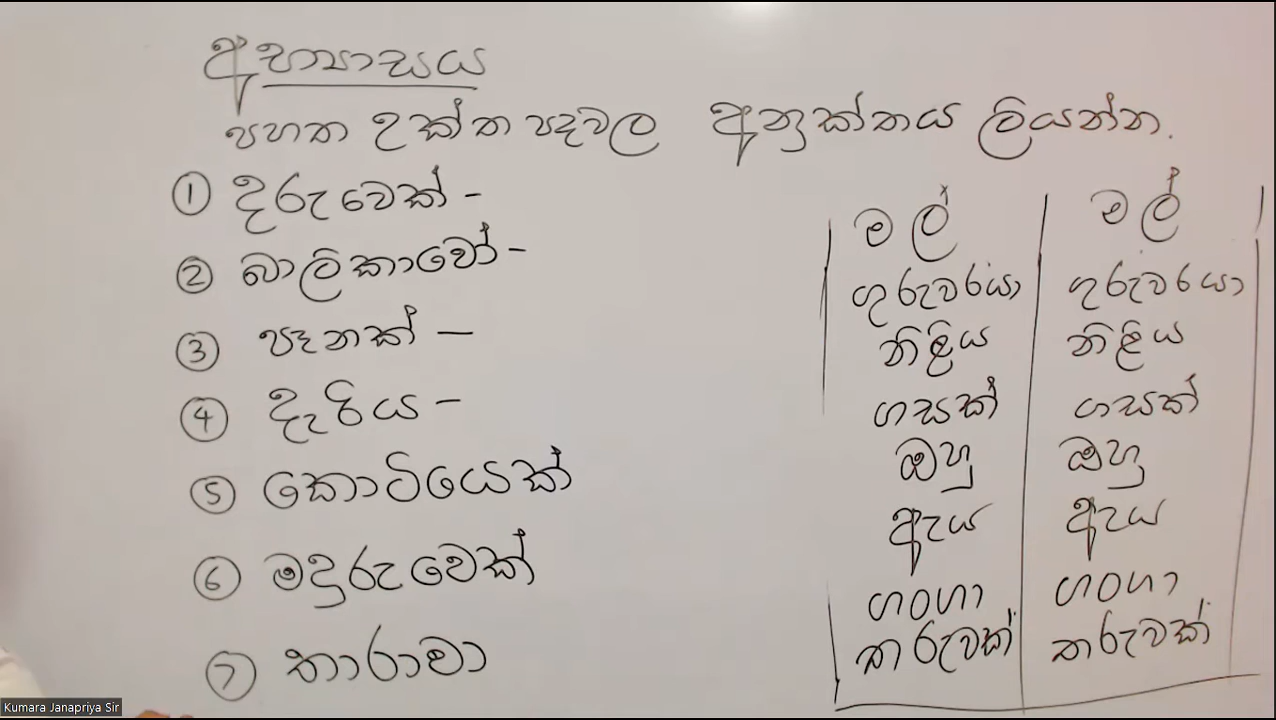 අභ්‍යාසය
පහත උක්ත පදවල අනුක්තය ලියන්න.
① දරුවෙක් -
② බාලිකාවෝ -
③ පෑනක් —
④ දැරිය -
⑤ කොටියෙක්
⑥ මදුරුවෙක්
⑦ තාරාවා
මල් මල්
ගුරුවරයා ගුරුවරයා
නිළිය නිළිය
ගසක් ගසක්
ඔහු ඔහු
ඇය ඇය
ගංගා ගංගා
තරුවක් තරුවක්
Kumara Janapriya Sir